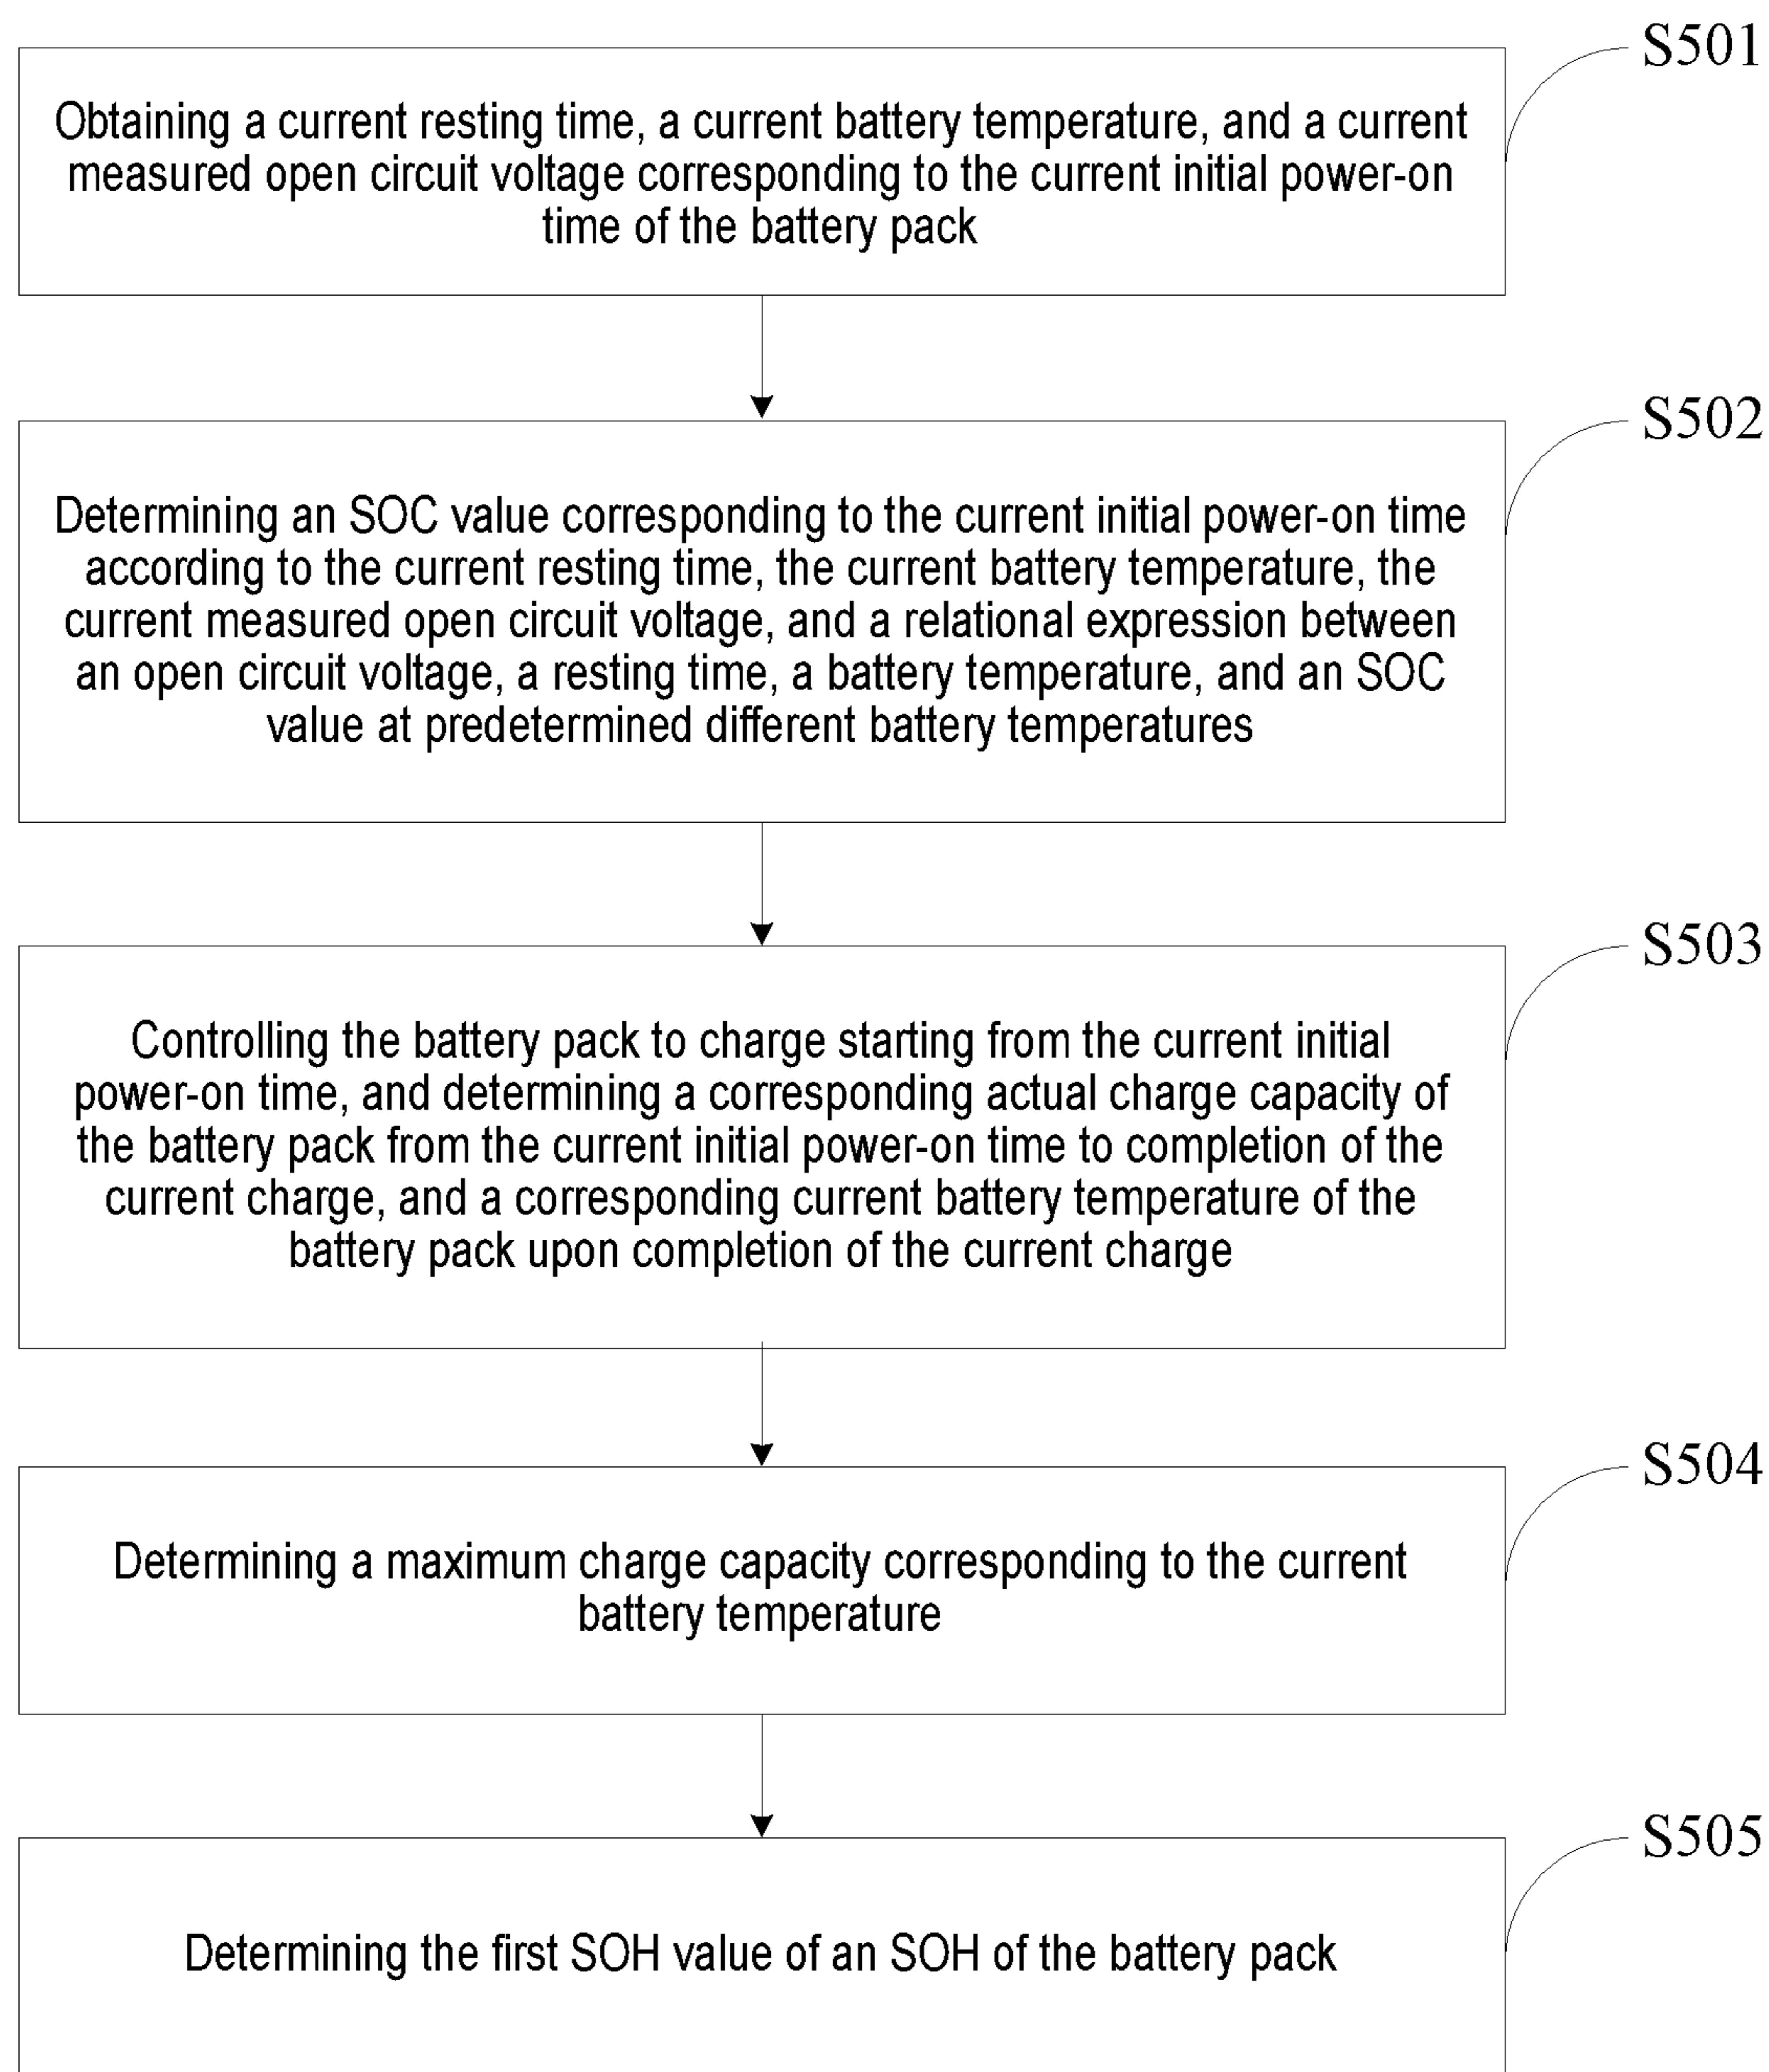 S501
Obtaining a current resting time, a current battery temperature, and a current
measured open circuit voltage corresponding to the current initial power-on
time of the battery pack
S502
Determining an SOC value corresponding to the current initial power-on time
according to the current resting time, the current battery temperature, the
current measured open circuit voltage, and a relational expression between
an open circuit voltage, a resting time, a battery temperature, and an SOC
value at predetermined different battery temperatures
S503
Controlling the battery pack to charge starting from the current initial
power-on time, and determining a corresponding actual charge capacity of
the battery pack from the current initial power-on time to completion of the
current charge, and a corresponding current battery temperature of the
battery pack upon completion of the current charge
S504
Determining a maximum charge capacity corresponding to the current
battery temperature
S505
Determining the first SOH value of an SOH of the battery pack